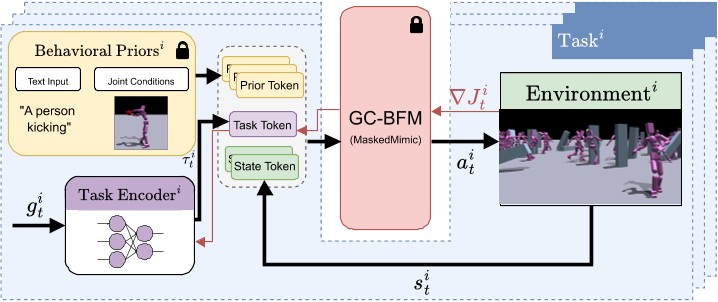 Behavioral Priors^i
Text Input
Joint Conditions
"A person
kicking"
Prior Token
Task Token
State Token
τ_t^i
Task Encoder^i
g_t^i
GC-BFM
(MaskedMimic)
∇J_t^i
a_t^i
Task^i
Environment^i
s_t^i